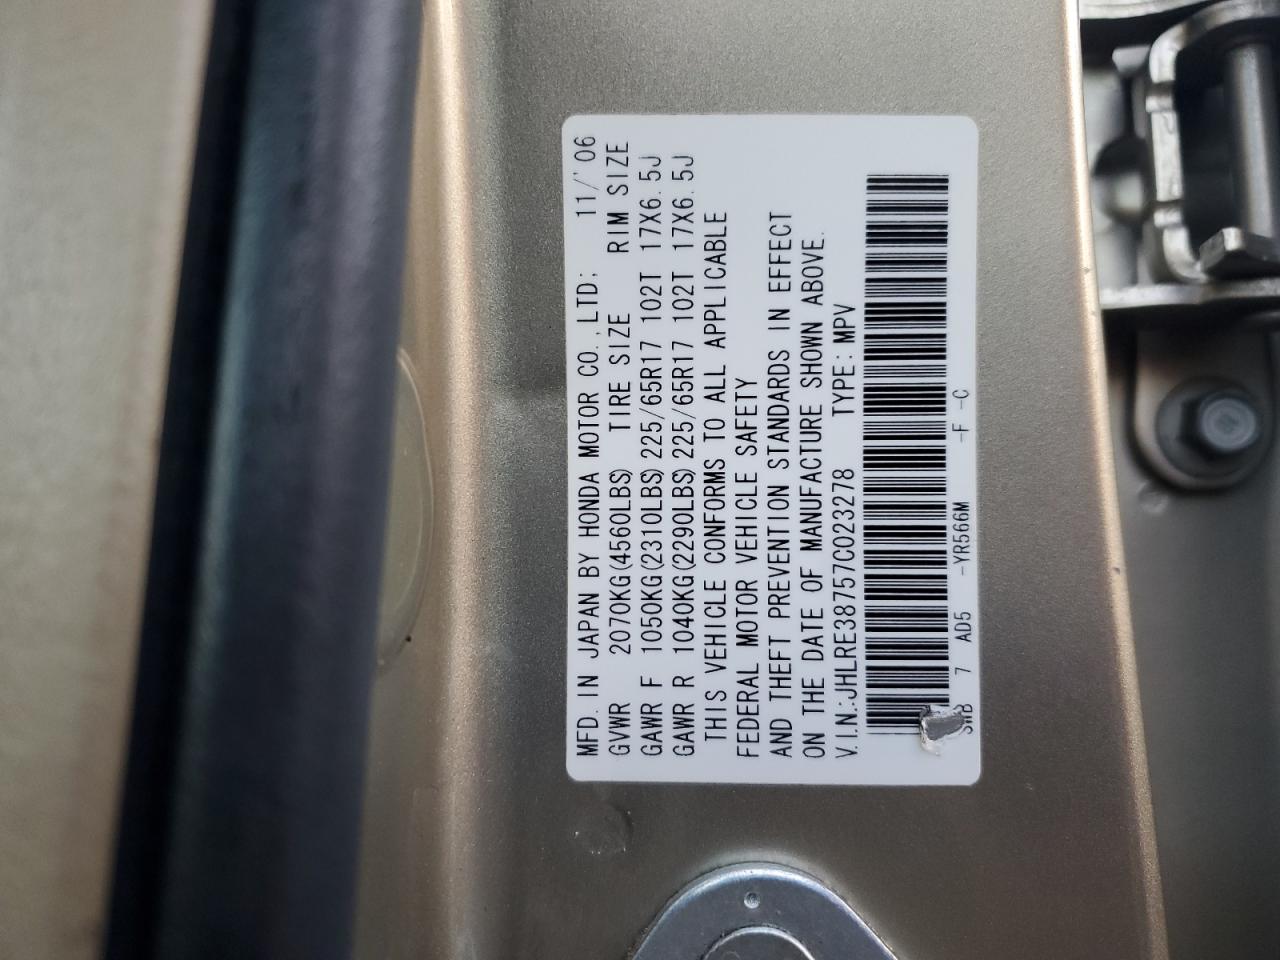 MFD. IN JAPAN BY HONDA MOTOR CO., LTD: 11/'06
GVWR 2070KG(4560LBS) TIRE SIZE RIM SIZE
GAWR F 1050KG(2310LBS) 225/65R17 102T 17X6.5J
GAWR R 1040KG(2290LBS) 225/65R17 102T 17X6.5J
THIS VEHICLE CONFORMS TO ALL APPLICABLE
FEDERAL MOTOR VEHICLE SAFETY
AND THEFT PREVENTION STANDARDS IN EFFECT
ON THE DATE OF MANUFACTURE SHOWN ABOVE.
V.I.N.:JHLRE38757C023278 TYPE:MPV
SWB 7 AD5 -YR566M -F -C